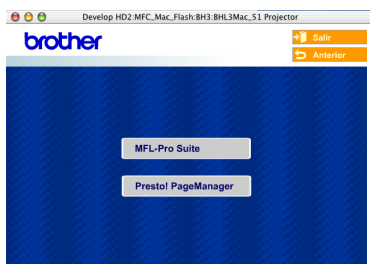 Develop HD2:MFC_Mac_Flash:BH3:BHL3Mac_51 Projector
brother
Salir
Anterior
MFL-Pro Suite
Presto! PageManager